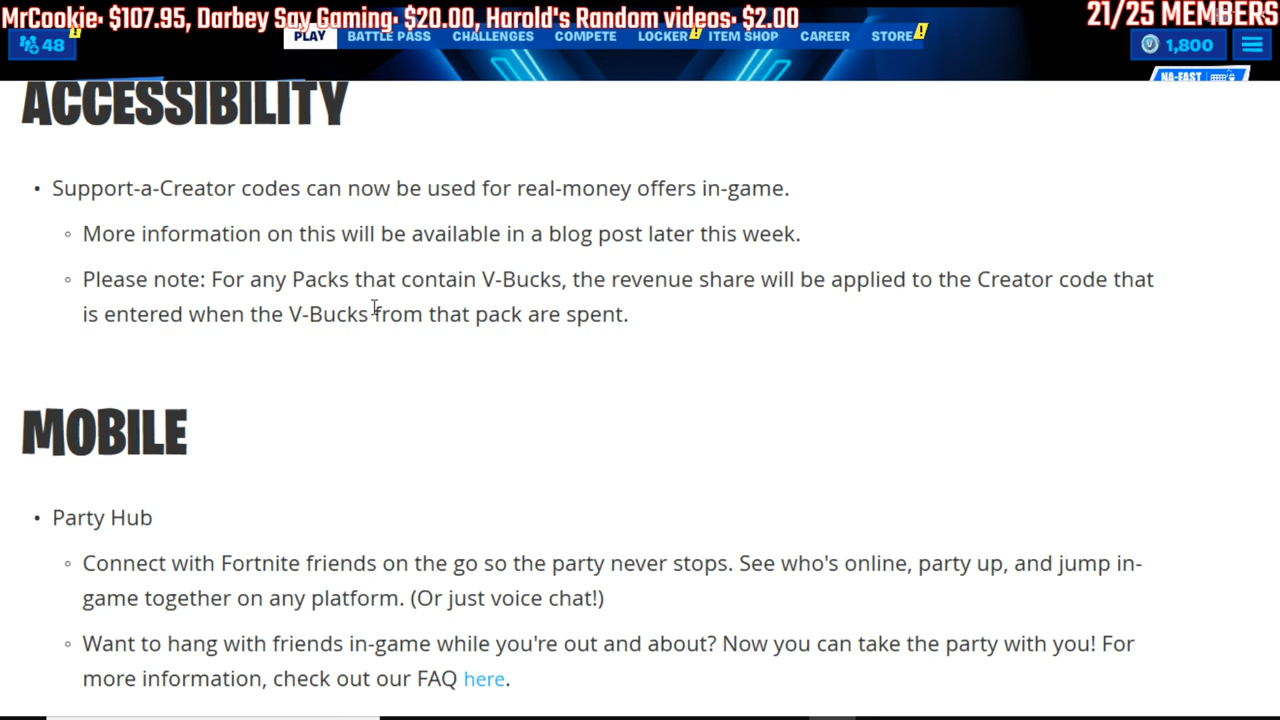 MrCookie: $107.95, Darbey Say Gaming: $20.00, Harold's Random videos: $2.00
21/25 MEMBERS
48
PLAY BATTLE PASS CHALLENGES COMPETE LOCKER ITEM SHOP CAREER STORE
1,800
NA-EAST
ACCESSIBILITY
• Support-a-Creator codes can now be used for real-money offers in-game.
◦ More information on this will be available in a blog post later this week.
◦ Please note: For any Packs that contain V-Bucks, the revenue share will be applied to the Creator code that
is entered when the V-Bucks from that pack are spent.
MOBILE
• Party Hub
◦ Connect with Fortnite friends on the go so the party never stops. See who's online, party up, and jump in-
game together on any platform. (Or just voice chat!)
◦ Want to hang with friends in-game while you're out and about? Now you can take the party with you! For
more information, check out our FAQ here.